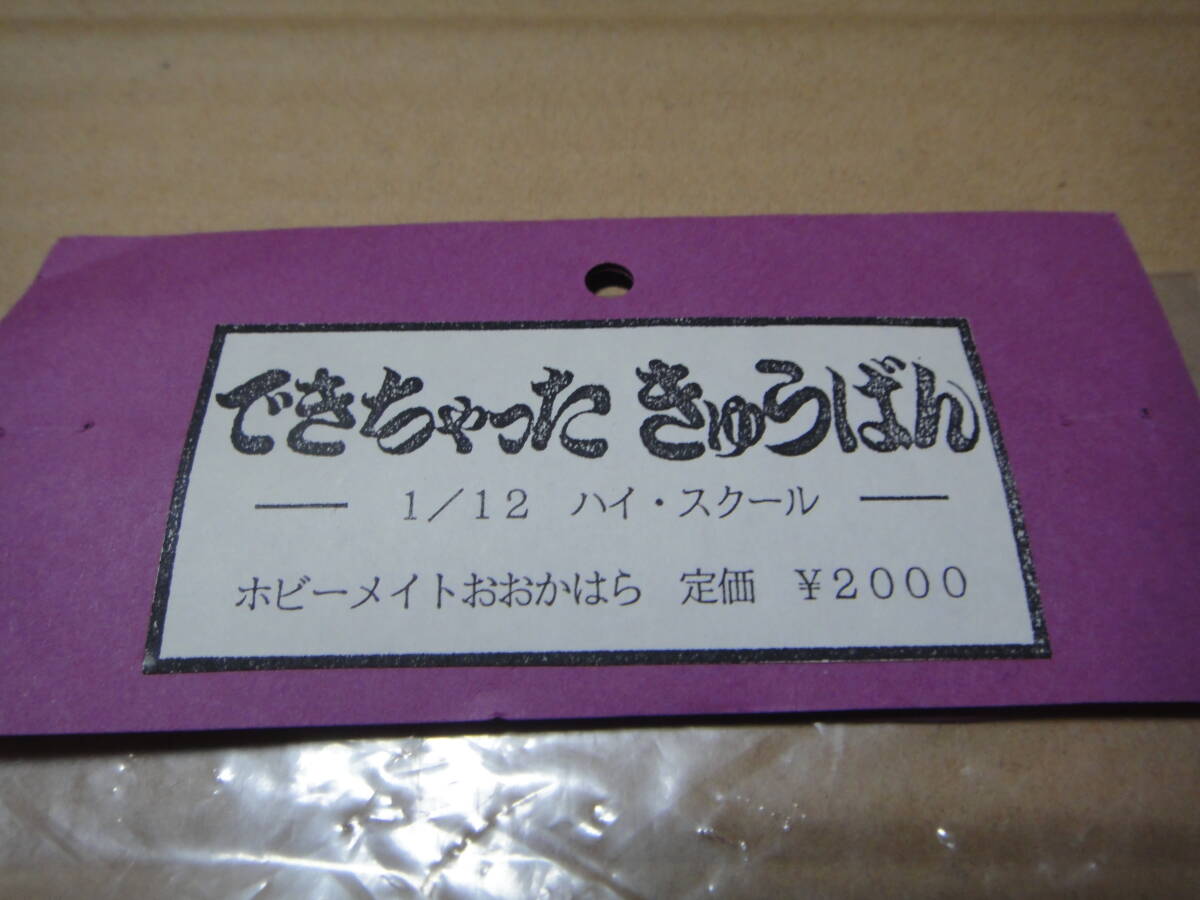 できちゃった きゅうばん
── 1／12 ハイ・スクール ──
ホビーメイトおおかはら 定価 ￥2000